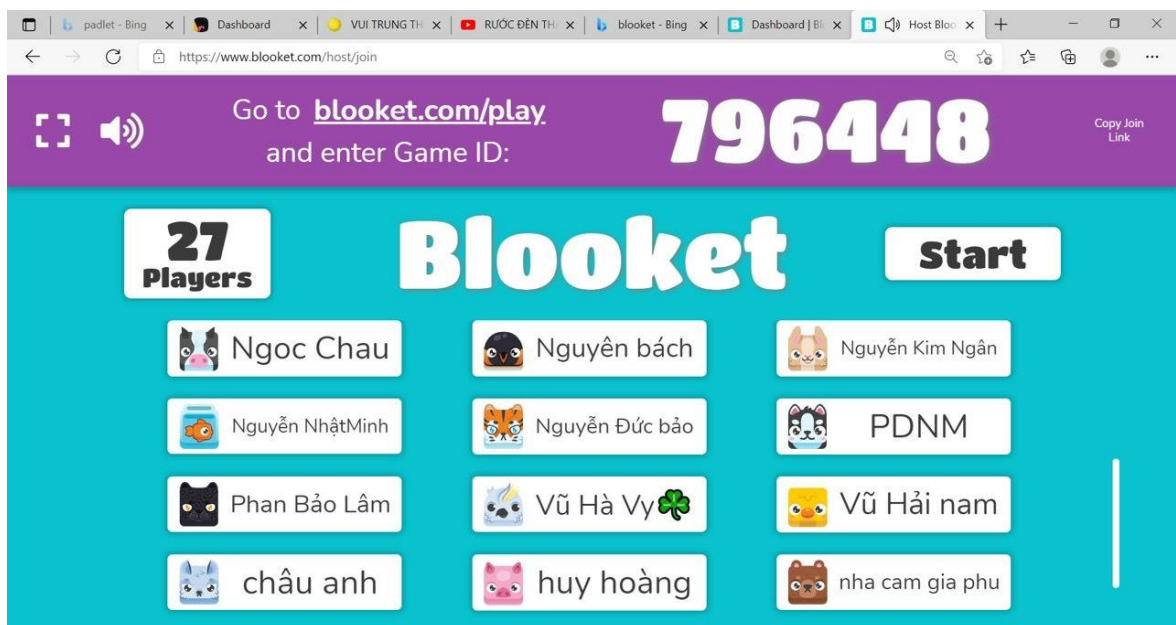 padlet - Bing
Dashboard
VUI TRUNG TH
RƯỚC ĐÈN TH
blooket - Bing
Dashboard | Bl
Host Bloo
https://www.blooket.com/host/join
Go to blooket.com/play
and enter Game ID:
796448
Copy Join
Link
27
Players
Blooket
Start
Ngoc Chau
Nguyên bách
Nguyễn Kim Ngân
Nguyễn NhậtMinh
Nguyễn Đức bảo
PDNM
Phan Bảo Lâm
Vũ Hà Vy☘
Vũ Hải nam
châu anh
huy hoàng
nha cam gia phu